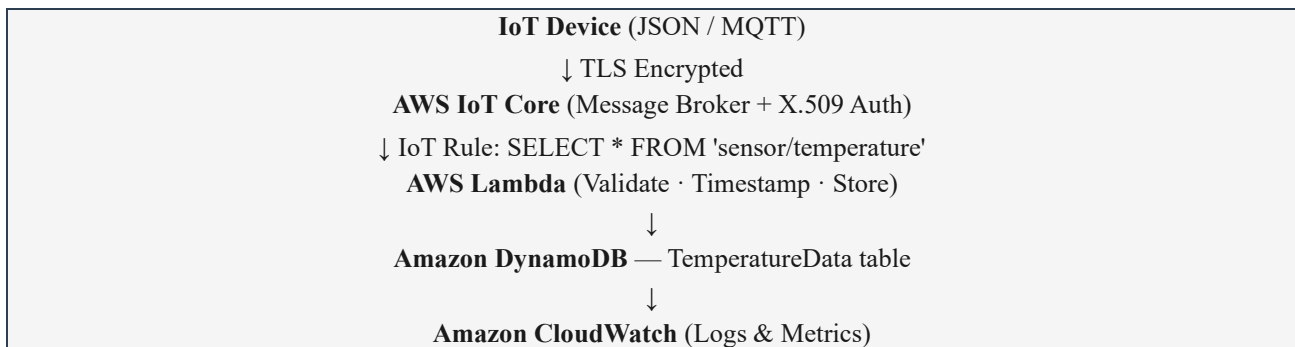 IoT Device (JSON / MQTT)
↓ TLS Encrypted
AWS IoT Core (Message Broker + X.509 Auth)
↓ IoT Rule: SELECT * FROM 'sensor/temperature'
AWS Lambda (Validate · Timestamp · Store)
↓
Amazon DynamoDB — TemperatureData table
↓
Amazon CloudWatch (Logs & Metrics)